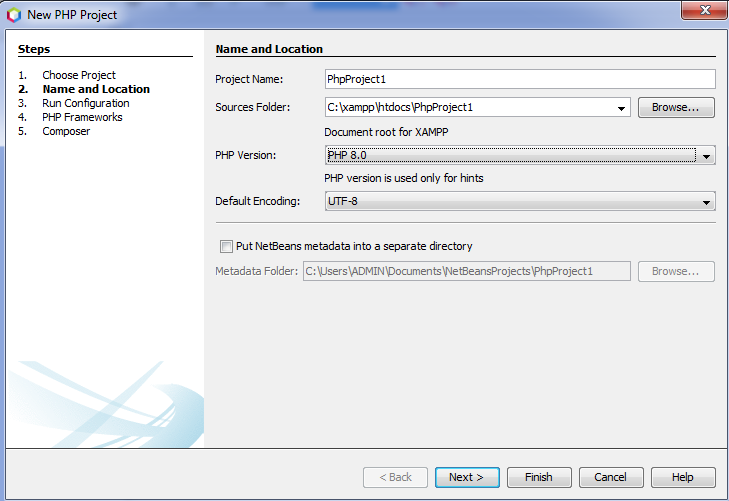 New PHP Project
Steps
1. Choose Project
2. Name and Location
3. Run Configuration
4. PHP Frameworks
5. Composer
Name and Location
Project Name: PhpProject1
Sources Folder: C:\xampp\htdocs\PhpProject1 Browse...
Document root for XAMPP
PHP Version: PHP 8.0
PHP version is used only for hints
Default Encoding: UTF-8
Put NetBeans metadata into a separate directory
Metadata Folder: C:\Users\ADMIN\Documents\NetBeansProjects\PhpProject1 Browse...
< Back Next > Finish Cancel Help